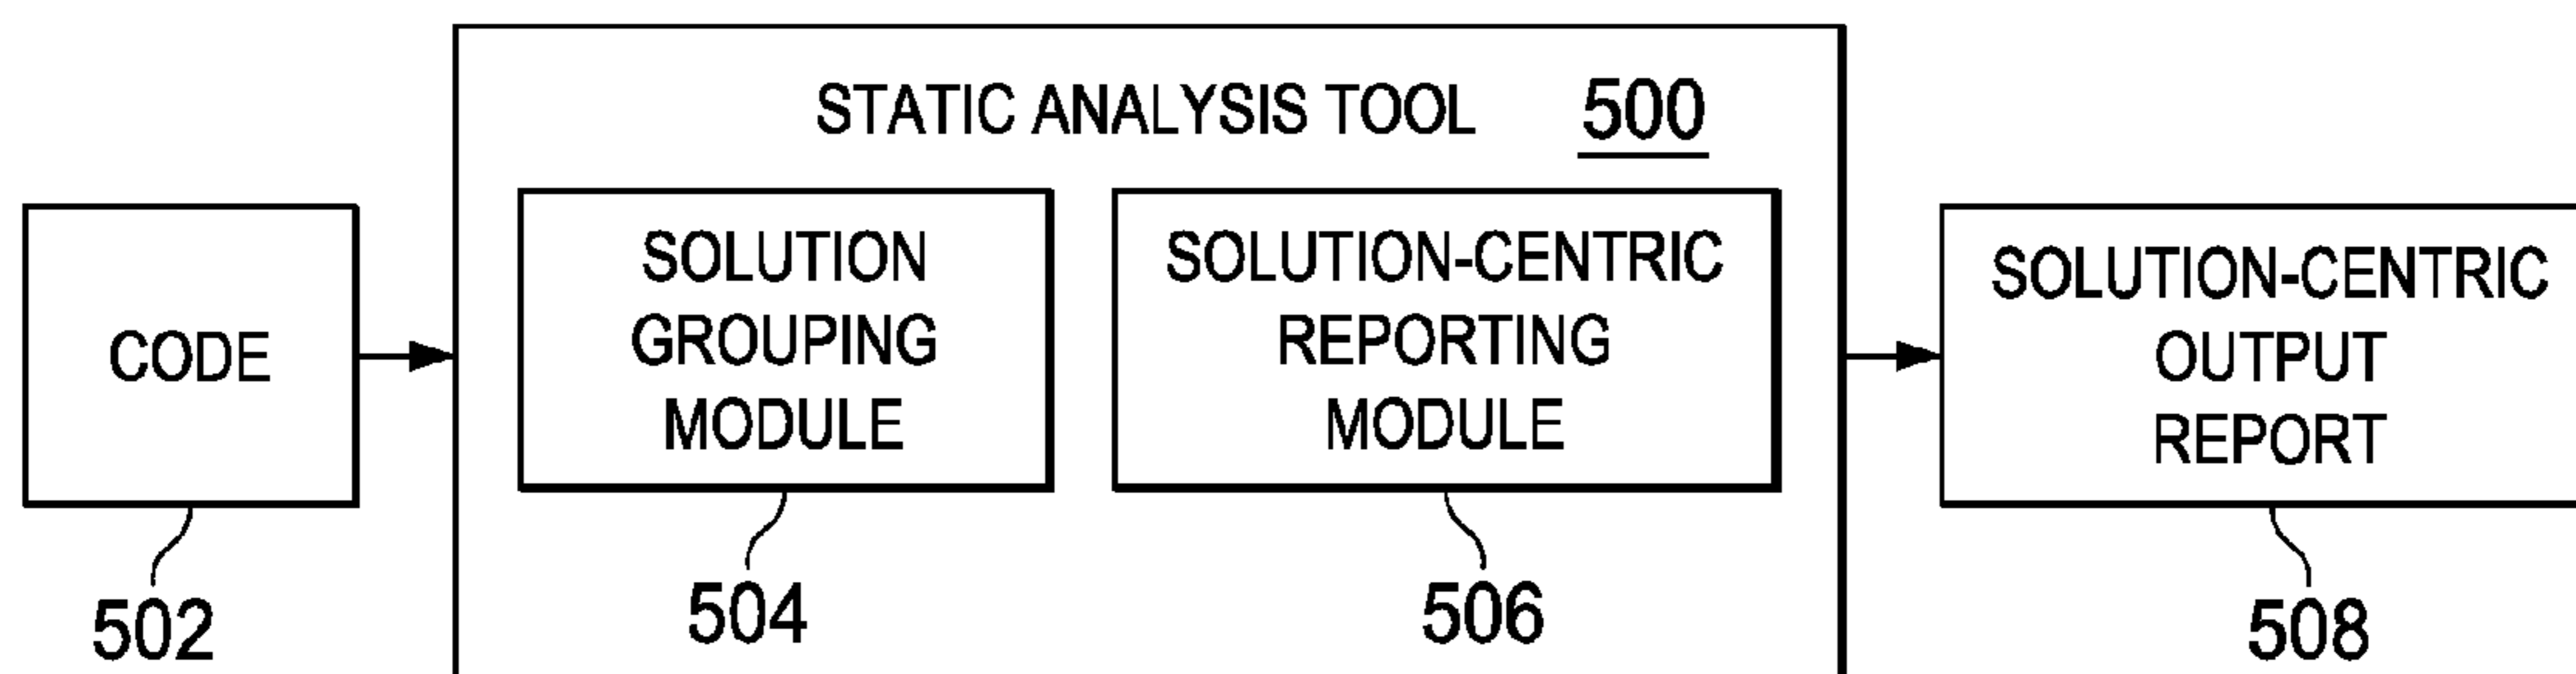 STATIC ANALYSIS TOOL 500
CODE
502
SOLUTION
GROUPING
MODULE
504
SOLUTION-CENTRIC
REPORTING
MODULE
506
SOLUTION-CENTRIC
OUTPUT
REPORT
508